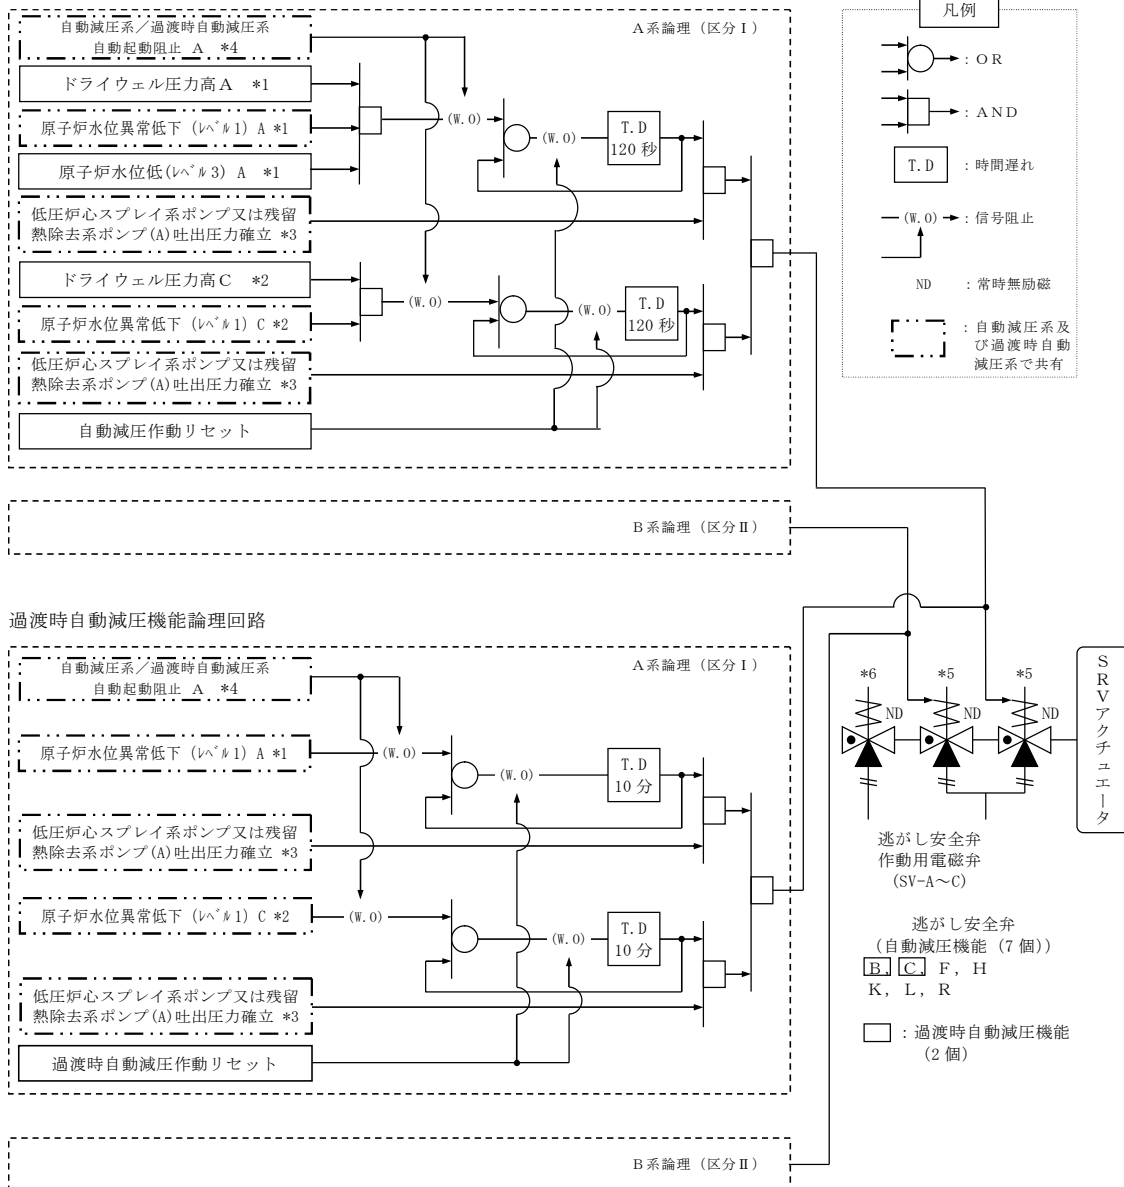 自動減圧系／過渡時自動減圧系
自動起動阻止 A *4
A系論理（区分Ⅰ）
ドライウェル圧力高A *1
原子炉水位異常低下（ﾚﾍﾞﾙ1）A *1
原子炉水位低(ﾚﾍﾞﾙ3) A *1
低圧炉心スプレイ系ポンプ又は残留
熱除去系ポンプ(A)吐出圧力確立 *3
ドライウェル圧力高C *2
原子炉水位異常低下（ﾚﾍﾞﾙ1）C *2
低圧炉心スプレイ系ポンプ又は残留
熱除去系ポンプ(A)吐出圧力確立 *3
自動減圧作動リセット
(W.O)
(W.O)
T.D
120秒
(W.O)
(W.O)
T.D
120秒
凡例
：OR
：AND
T.D
：時間遅れ
(W.O)
：信号阻止
ND
：常時無励磁
：自動減圧系及
び過渡時自動
減圧系で共有
B系論理（区分Ⅱ）
過渡時自動減圧機能論理回路
自動減圧系／過渡時自動減圧系
自動起動阻止 A *4
A系論理（区分Ⅰ）
原子炉水位異常低下（ﾚﾍﾞﾙ1）A *1
低圧炉心スプレイ系ポンプ又は残留
熱除去系ポンプ(A)吐出圧力確立 *3
原子炉水位異常低下（ﾚﾍﾞﾙ1）C *2
低圧炉心スプレイ系ポンプ又は残留
熱除去系ポンプ(A)吐出圧力確立 *3
過渡時自動減圧作動リセット
(W.O)
(W.O)
T.D
10分
(W.O)
(W.O)
T.D
10分
*6
*5
*5
ND
ND
ND
SRVアクチュエータ
逃がし安全弁
作動用電磁弁
(SV-A～C)
逃がし安全弁
（自動減圧機能（7個））
B，C，F，H
K，L，R
：過渡時自動減圧機能
（2個）
B系論理（区分Ⅱ）